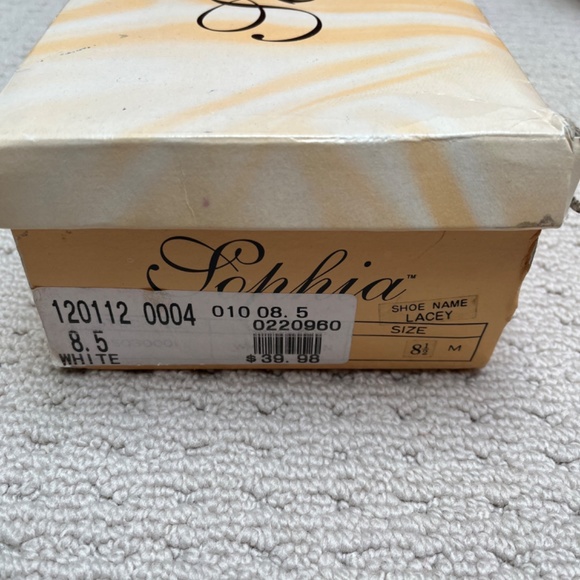 Sophia™
120112 0004 010 08.5
0220960
8.5
WHITE
$39.98
SHOE NAME
LACEY
SIZE
8½ M